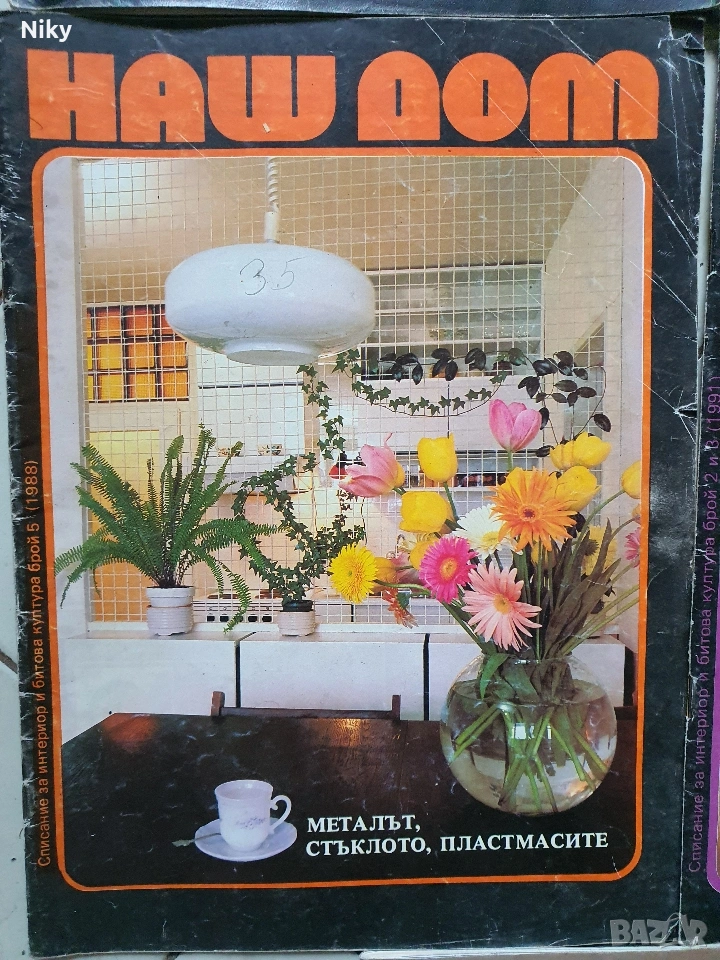 Niky
НАШ ДОМ
35
Списание за интериор и битова култура брой 5 (1988)
МЕТАЛЪТ,
СТЪКЛОТО, ПЛАСТМАСИТЕ
Списание за интериор и битова култура брой 2 и 3 (1991)
BAZAR